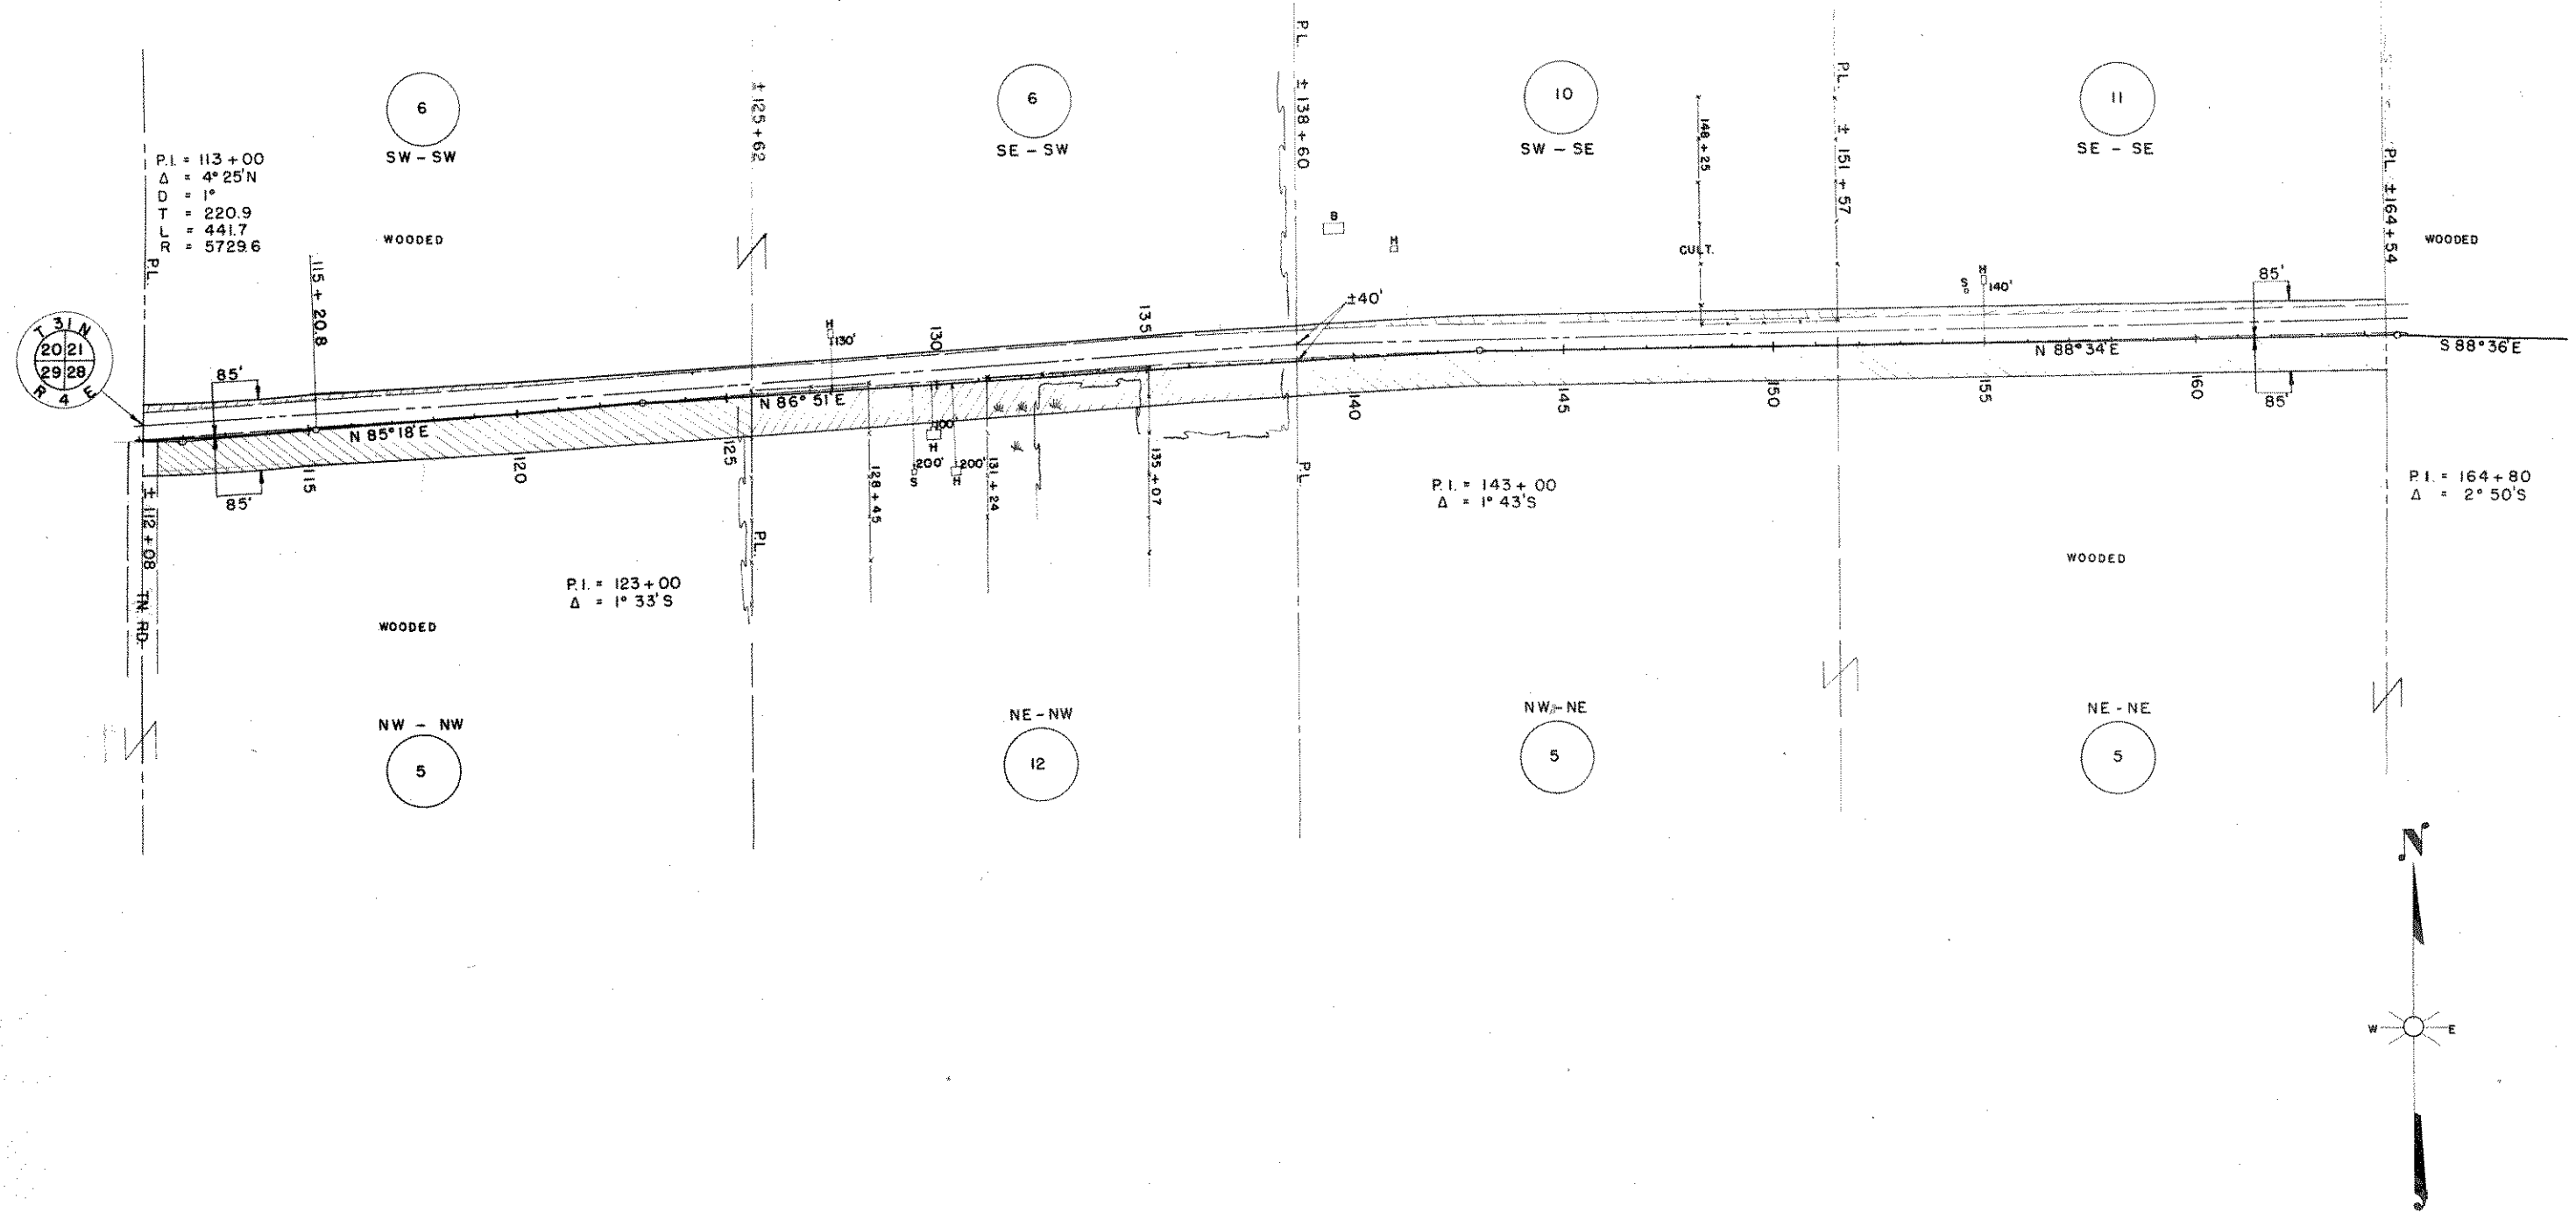 P.I. = 113 + 00
Δ = 4° 25' N
D = 1°
T = 220.9
L = 441.7
R = 5729.6
P.L.
6
SW – SW
WOODED
± 125 + 62
6
SE – SW
P.L. ± 138 + 60
10
SW – SE
148 + 25
CULT.
P.L. ± 151 + 57
11
SE – SE
P.L. ± 164 + 54
WOODED
B
H
±40'
S
H
140'
85'
T 31 N
20 21
29 28
R 4 E
115 + 20.8
85'
H
130'
130
135
N 85° 18' E
N 86° 51' E
N 88° 34' E
S 88° 36' E
85'
85'
115
120
125
140
145
150
155
160
100'
H
200'
S
200'
H
128 + 45
131 + 24
135 + 07
P.L.
P.L.
± 112 + 08 TN. RD.
P.I. = 123 + 00
Δ = 1° 33' S
P.I. = 143 + 00
Δ = 1° 43' S
P.I. = 164 + 80
Δ = 2° 50' S
WOODED
WOODED
NW – NW
5
NE – NW
12
NW – NE
5
NE - NE
5
N
W
E
S